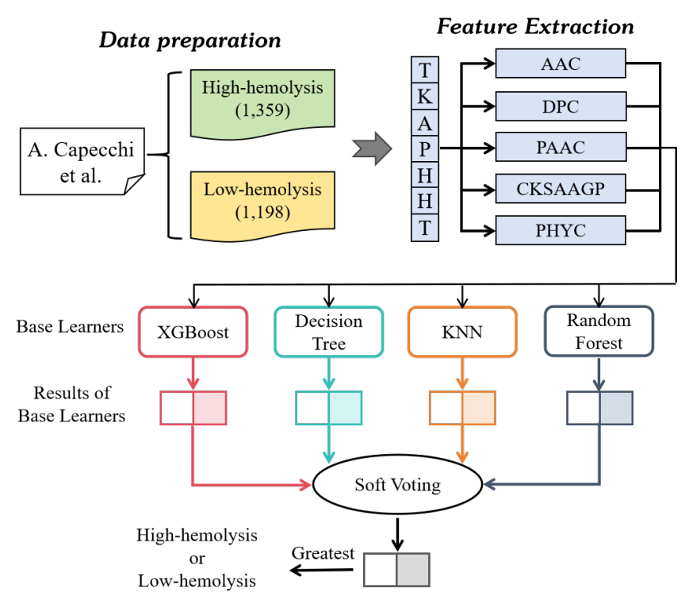 Data preparation
Feature Extraction
A. Capecchi
et al.
High-hemolysis
(1,359)
Low-hemolysis
(1,198)
T
K
A
P
H
H
T
AAC
DPC
PAAC
CKSAAGP
PHYC
Base Learners
XGBoost
Decision
Tree
KNN
Random
Forest
Results of
Base Learners
Soft Voting
High-hemolysis
or
Low-hemolysis
Greatest